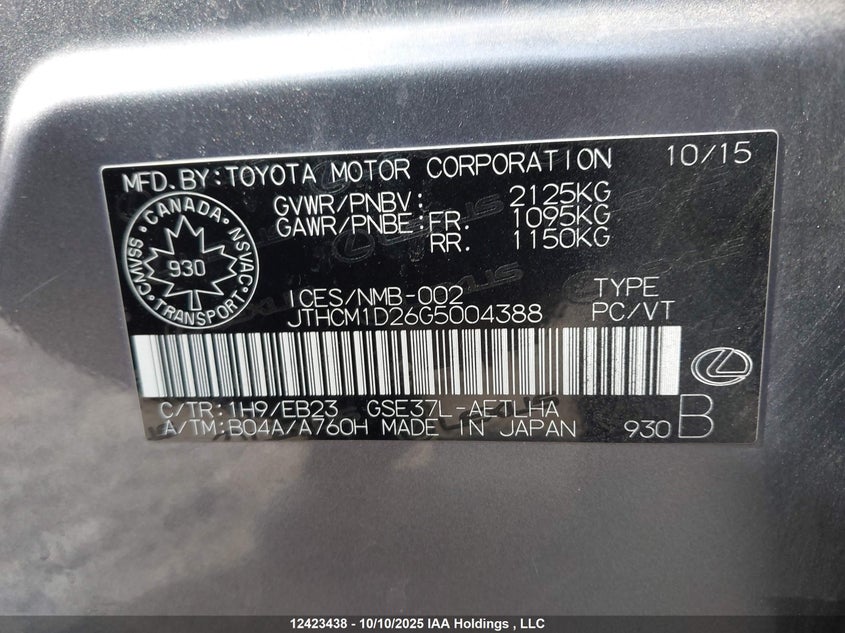 MFD.BY:TOYOTA MOTOR CORPORATION 10/15
GVWR/PNBV: 2125KG
GAWR/PNBE:FR. 1095KG
RR. 1150KG
CANADA
CMVSS NSVAC
930
TRANSPORT
ICES/NMB-002 TYPE
JTHCM1D26G5004388 PC/VT
C/TR:1H9/EB23 GSE37L-AETLHA
A/TM:B04A/A760H MADE IN JAPAN 930 B
12423438 - 10/10/2025 IAA Holdings , LLC